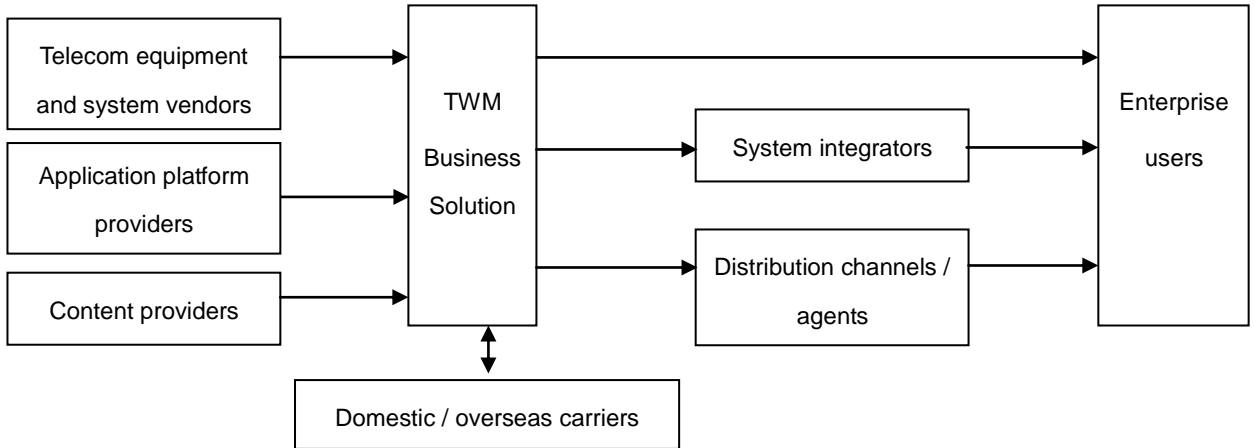 Telecom equipment
and system vendors
Application platform
providers
Content providers
TWM
Business
Solution
System integrators
Distribution channels /
agents
Enterprise
users
Domestic / overseas carriers